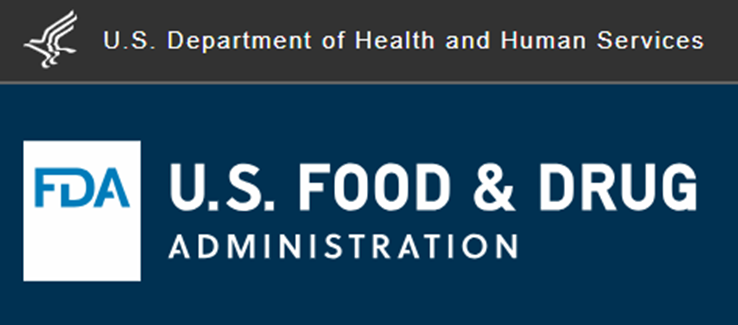 U.S. Department of Health and Human Services
FDA
U.S. FOOD & DRUG
ADMINISTRATION